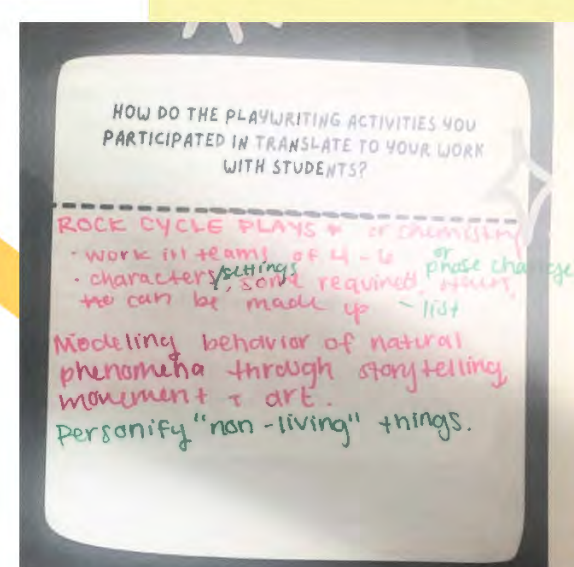 HOW DO THE PLAYWRITING ACTIVITIES YOU
PARTICIPATED IN TRANSLATE TO YOUR WORK
WITH STUDENTS?
ROCK CYCLE PLAYS * or chemistry
or phase change
- work in teams of 4-6
• characters/settings, some required,
can be made up - list
Modeling behavior of natural
phenomena through storytelling,
movement + art.
Personify "non-living" things.